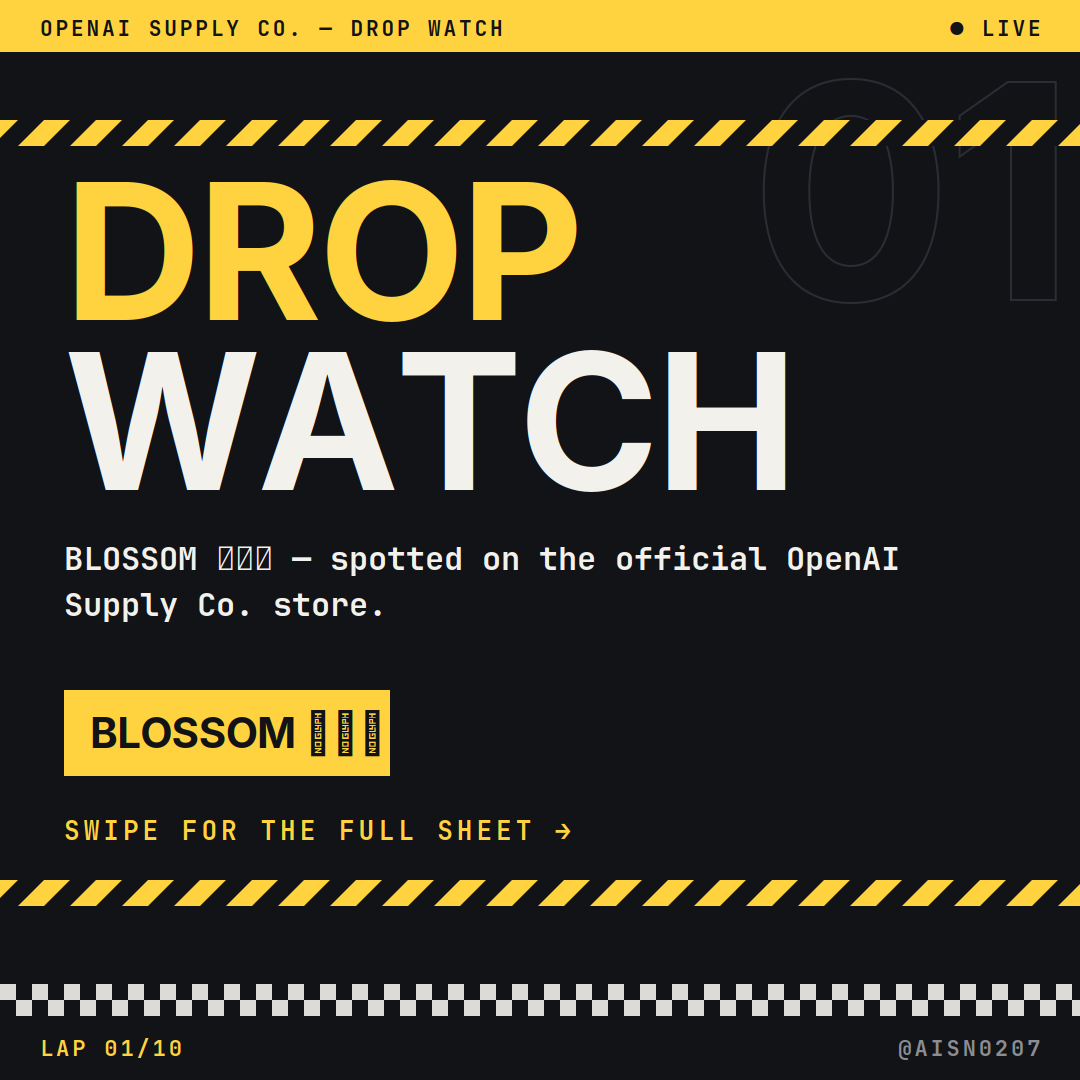 OPENAI SUPPLY CO. — DROP WATCH
● LIVE
01
DROP
WATCH
BLOSSOM — spotted on the official OpenAI
Supply Co. store.
BLOSSOM
SWIPE FOR THE FULL SHEET →
LAP 01/10
@AISN0207